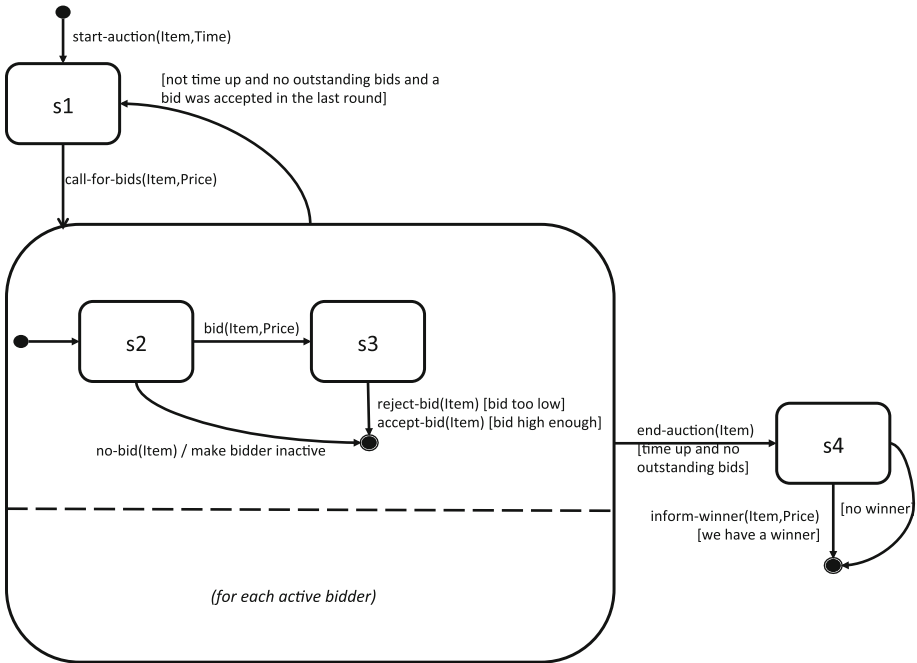 start-auction(Item,Time)
[not time up and no outstanding bids and a
bid was accepted in the last round]
s1
call-for-bids(Item,Price)
s2
bid(Item,Price)
s3
reject-bid(Item) [bid too low]
accept-bid(Item) [bid high enough]
no-bid(Item) / make bidder inactive
end-auction(Item)
[time up and no
outstanding bids]
s4
inform-winner(Item,Price)
[we have a winner]
[no winner]
(for each active bidder)